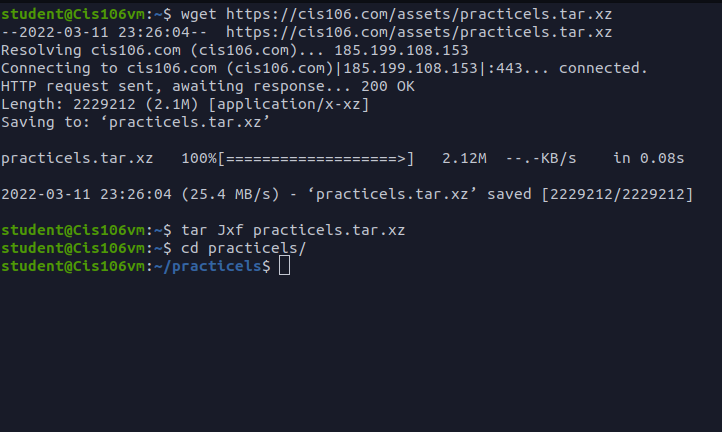 student@Cis106vm:~$ wget https://cis106.com/assets/practicels.tar.xz
--2022-03-11 23:26:04--  https://cis106.com/assets/practicels.tar.xz
Resolving cis106.com (cis106.com)... 185.199.108.153
Connecting to cis106.com (cis106.com)|185.199.108.153|:443... connected.
HTTP request sent, awaiting response... 200 OK
Length: 2229212 (2.1M) [application/x-xz]
Saving to: ‘practicels.tar.xz’
practicels.tar.xz   100%[===================>]   2.12M  --.-KB/s    in 0.08s
2022-03-11 23:26:04 (25.4 MB/s) - ‘practicels.tar.xz’ saved [2229212/2229212]
student@Cis106vm:~$ tar Jxf practicels.tar.xz
student@Cis106vm:~$ cd practicels/
student@Cis106vm:~/practicels$